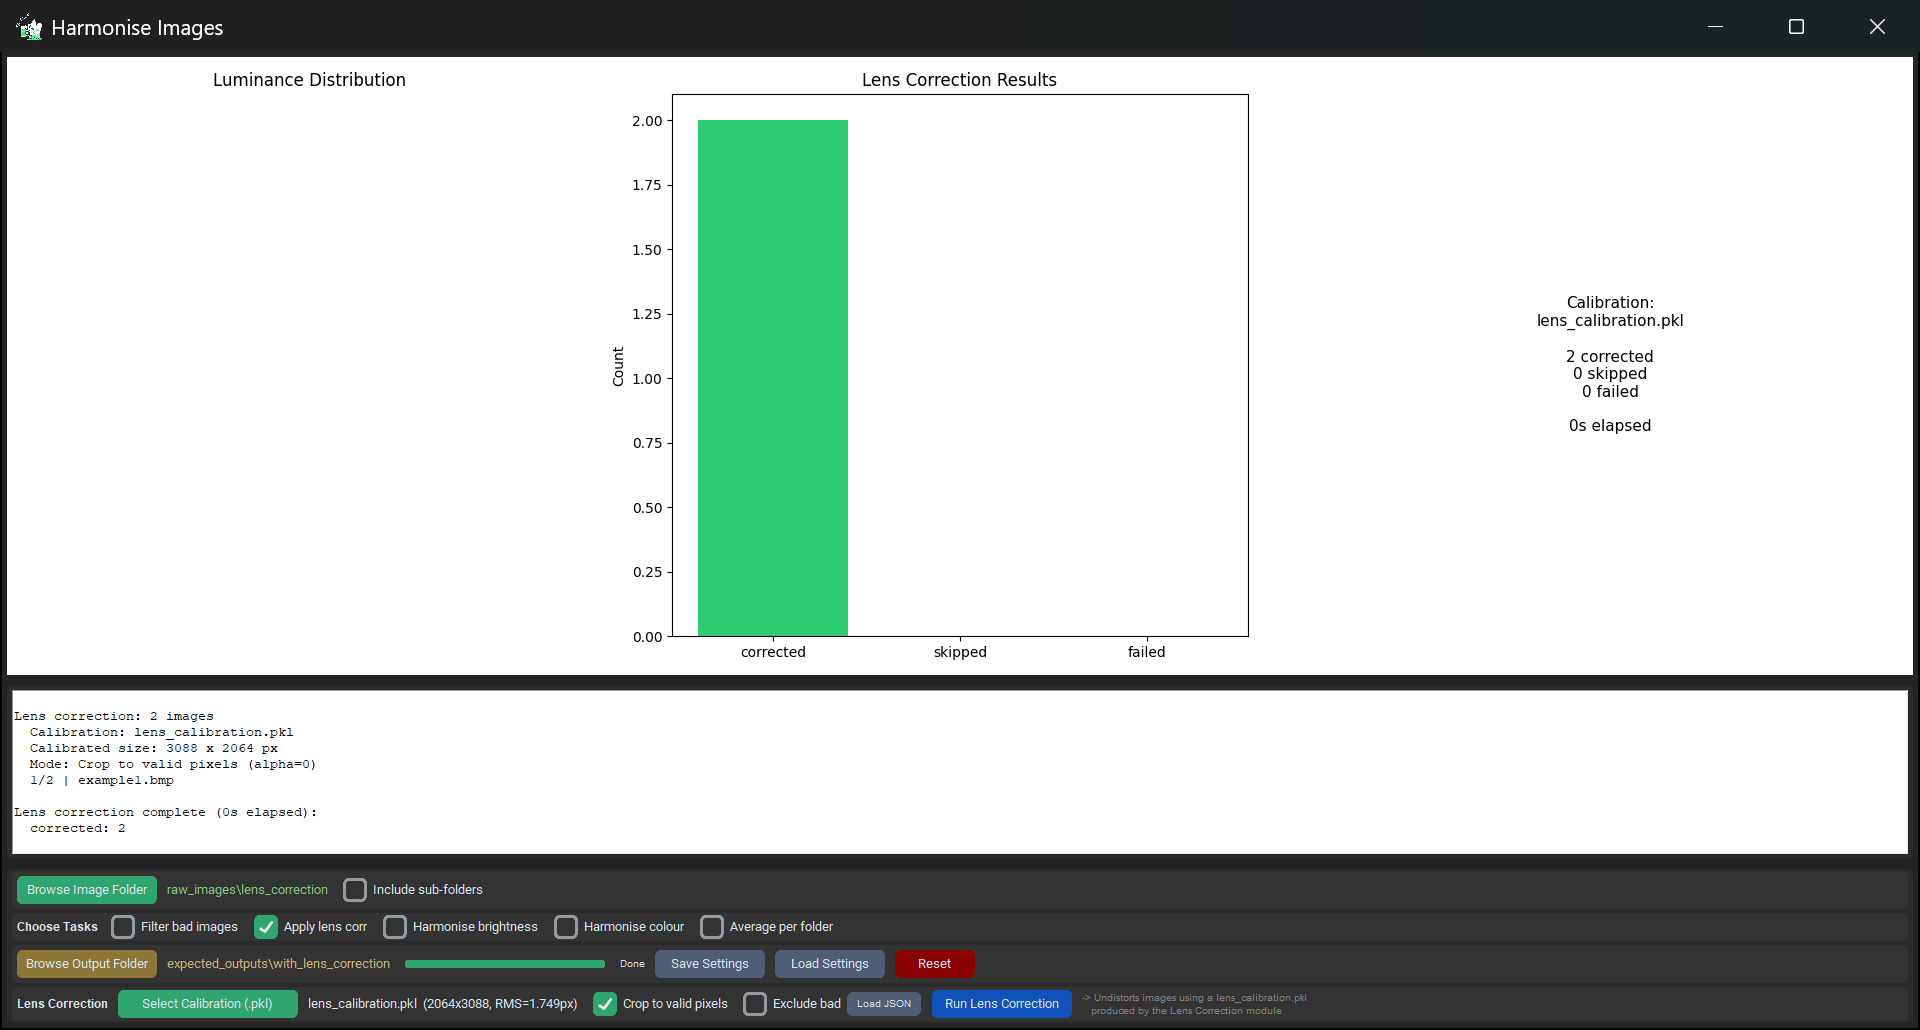 Harmonise Images
Luminance Distribution
Lens Correction Results
2.00
1.75
1.50
1.25
1.00
0.75
0.50
0.25
0.00
Count
corrected skipped failed
Calibration:
lens_calibration.pkl
2 corrected
0 skipped
0 failed
0s elapsed
Lens correction: 2 images
Calibration: lens_calibration.pkl
Calibrated size: 3088 x 2064 px
Mode: Crop to valid pixels (alpha=0)
1/2 | example1.bmp
Lens correction complete (0s elapsed):
corrected: 2
Browse Image Folder raw_images\lens_correction Include sub-folders
Choose Tasks Filter bad images Apply lens corr Harmonise brightness Harmonise colour Average per folder
Browse Output Folder expected_outputs\with_lens_correction Done Save Settings Load Settings Reset
Lens Correction Select Calibration (.pkl) lens_calibration.pkl (2064x3088, RMS=1.749px) Crop to valid pixels Exclude bad Load JSON Run Lens Correction
-> Undistorts images using a lens_calibration.pkl
produced by the Lens Correction module